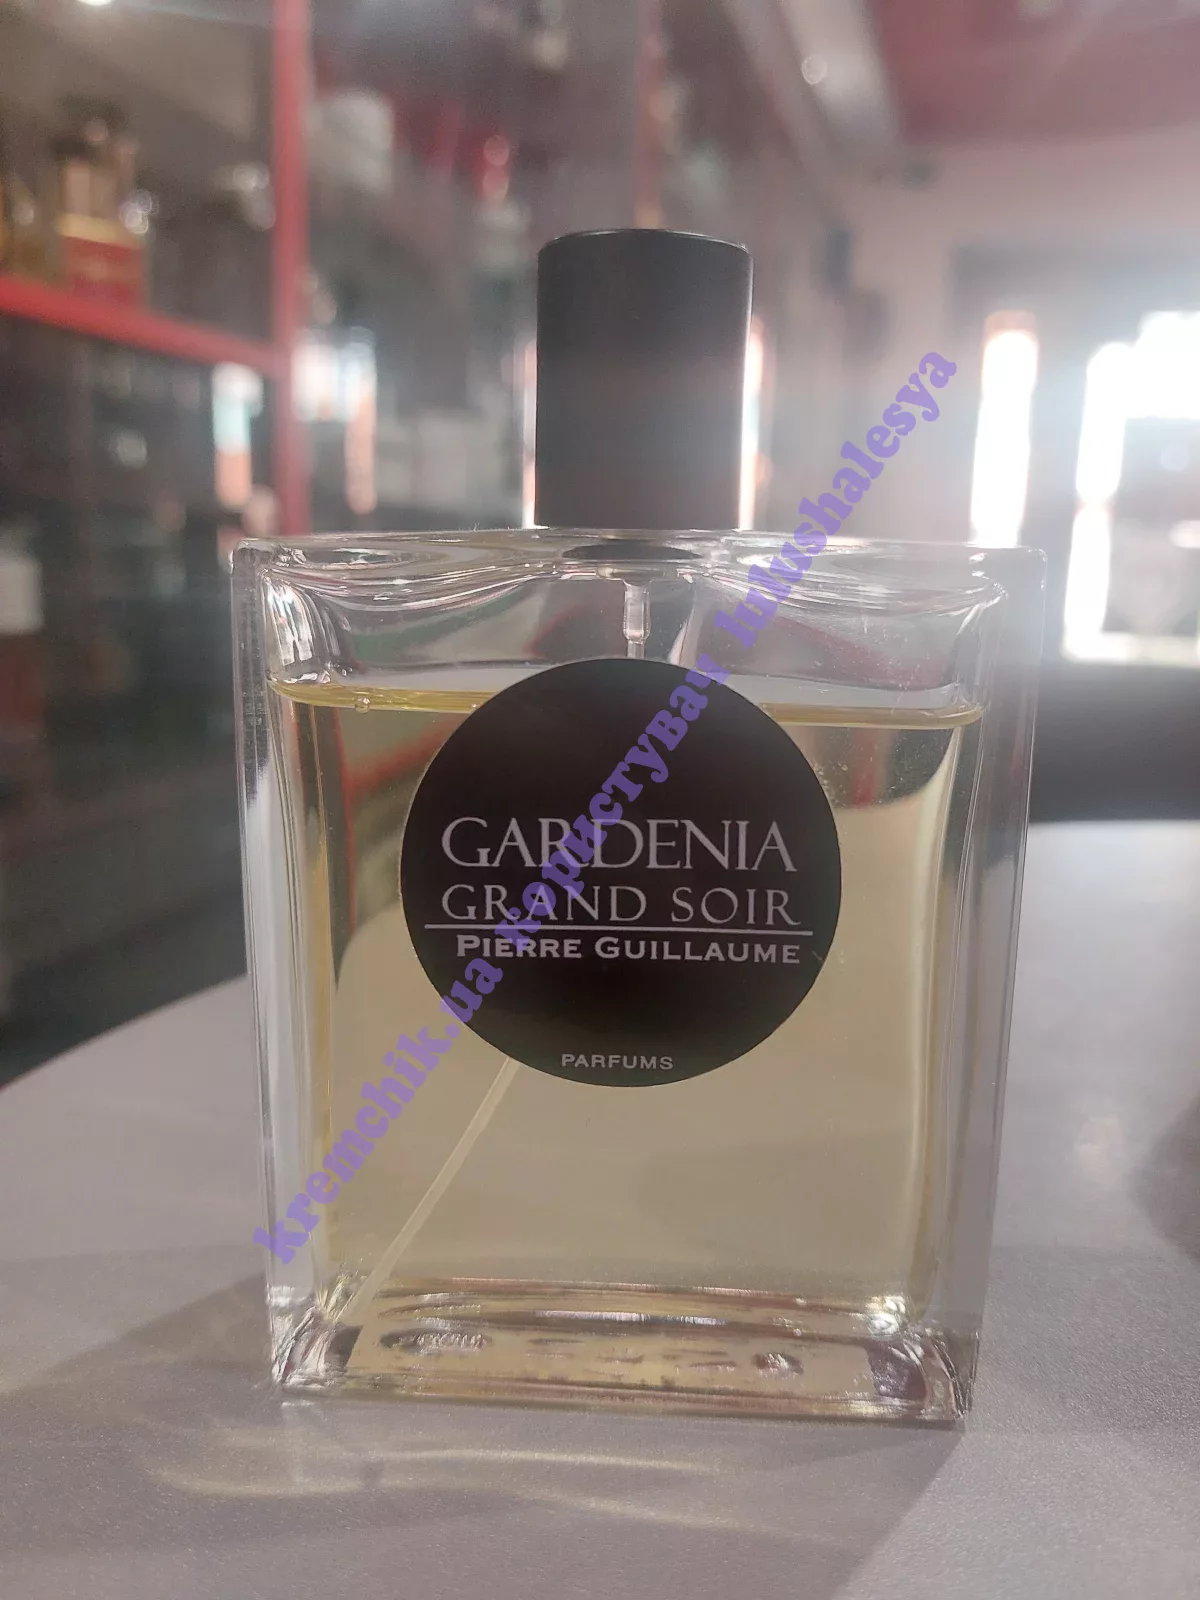 GARDENIA
GRAND SOIR
PIERRE GUILLAUME
PARFUMS
kremchik.ua користувач lulushalesya